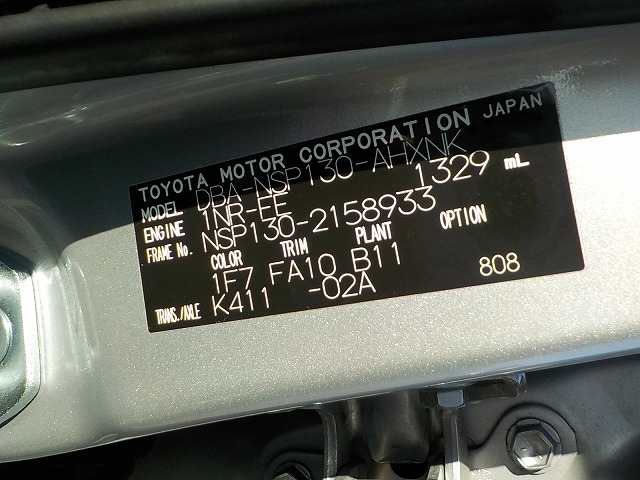 TOYOTA MOTOR CORPORATION JAPAN
MODEL DBA-NSP130-AHXNK
ENGINE 1NR-FE 1329 mL
FRAME No. NSP130-2158933
COLOR TRIM PLANT OPTION
1F7 FA10 B11
TRANS./AXLE K411 -02A 808